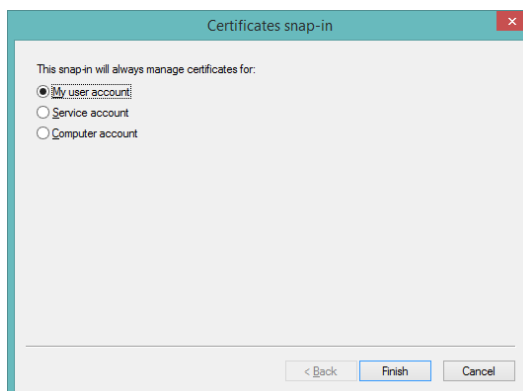 Certificates snap-in
This snap-in will always manage certificates for:
My user account
Service account
Computer account
< Back Finish Cancel